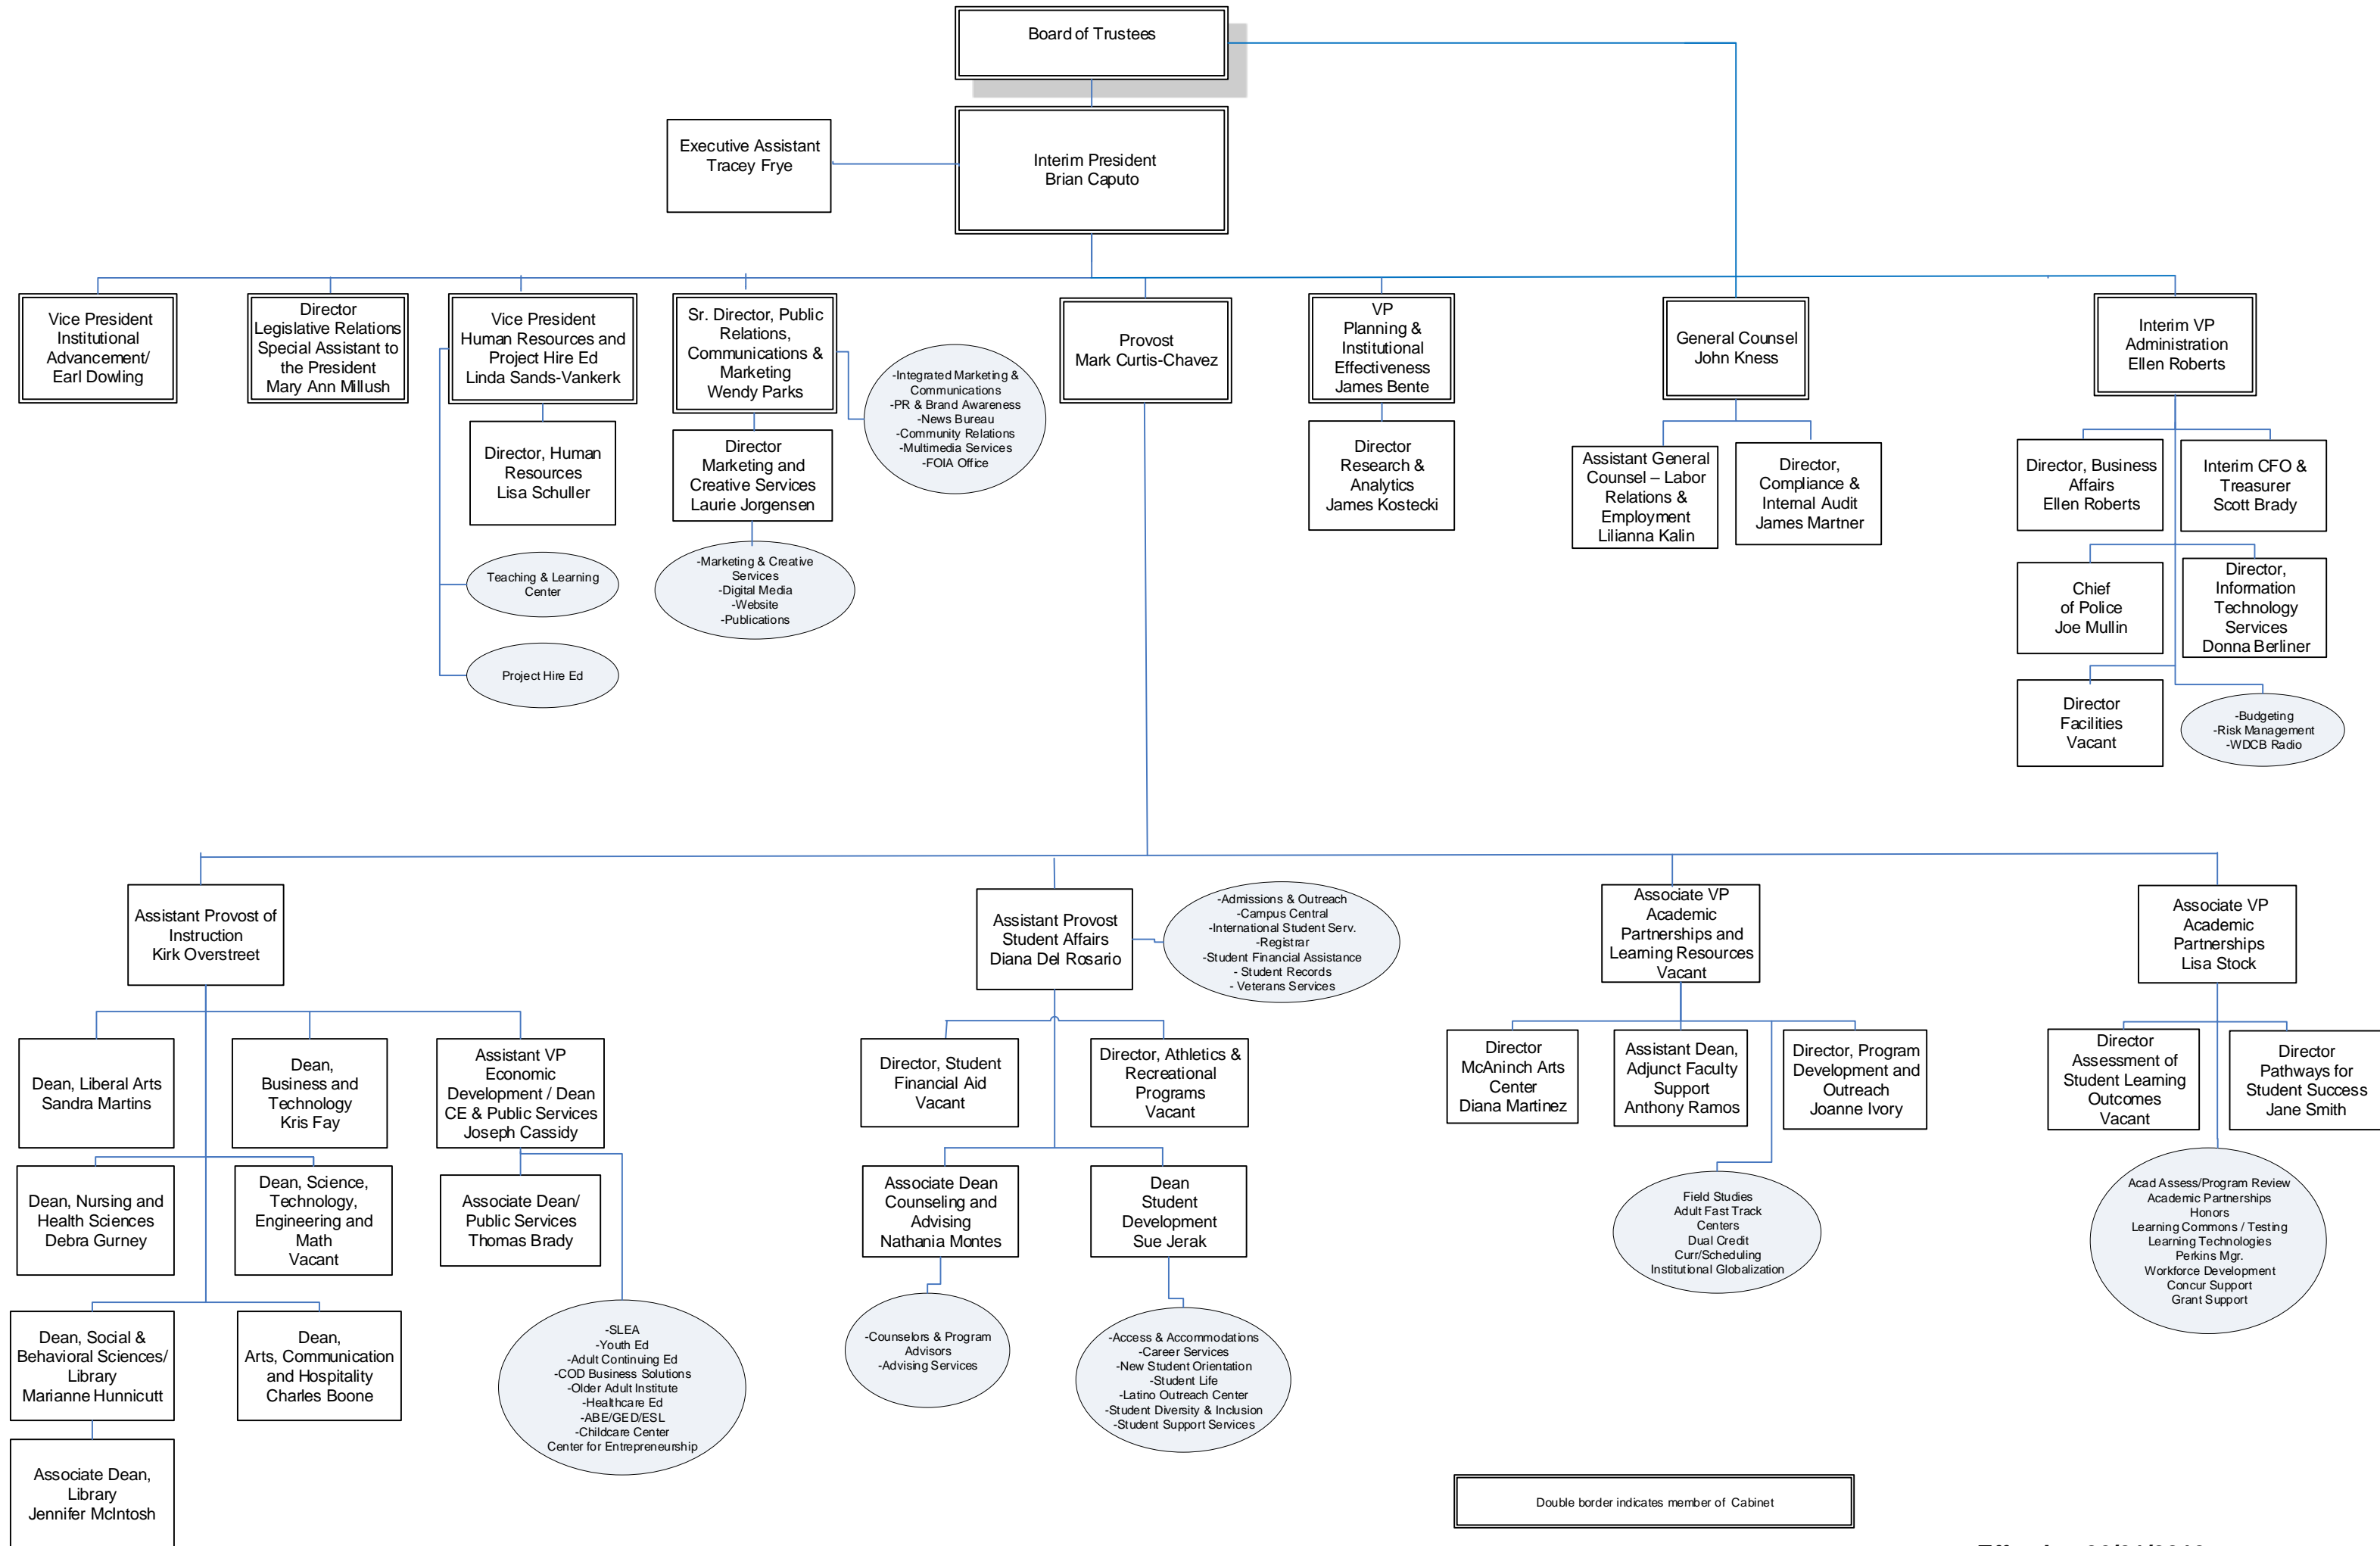 Board of Trustees
Executive Assistant
Tracey Frye
Interim President
Brian Caputo
Vice President
Institutional
Advancement/
Earl Dowling
Director
Legislative Relations
Special Assistant to
the President
Mary Ann Millush
Vice President
Human Resources and
Project Hire Ed
Linda Sands-Vankerk
Sr. Director, Public
Relations,
Communications &
Marketing
Wendy Parks
-Integrated Marketing &
Communications
-PR & Brand Awareness
-News Bureau
-Community Relations
-Multimedia Services
-FOIA Office
Provost
Mark Curtis-Chavez
VP
Planning &
Institutional
Effectiveness
James Bente
General Counsel
John Kness
Interim VP
Administration
Ellen Roberts
Director, Human
Resources
Lisa Schuller
Director
Marketing and
Creative Services
Laurie Jorgensen
Director
Research &
Analytics
James Kostecki
Assistant General
Counsel – Labor
Relations &
Employment
Lilianna Kalin
Director,
Compliance &
Internal Audit
James Martner
Director, Business
Affairs
Ellen Roberts
Interim CFO &
Treasurer
Scott Brady
Teaching & Learning
Center
-Marketing & Creative
Services
-Digital Media
-Website
-Publications
Chief
of Police
Joe Mullin
Director,
Information
Technology
Services
Donna Berliner
Project Hire Ed
Director
Facilities
Vacant
-Budgeting
-Risk Management
-WDCB Radio
Assistant Provost of
Instruction
Kirk Overstreet
Assistant Provost
Student Affairs
Diana Del Rosario
-Admissions & Outreach
-Campus Central
-International Student Serv.
-Registrar
-Student Financial Assistance
- Student Records
- Veterans Services
Associate VP
Academic
Partnerships and
Learning Resources
Vacant
Associate VP
Academic
Partnerships
Lisa Stock
Dean, Liberal Arts
Sandra Martins
Dean,
Business and
Technology
Kris Fay
Assistant VP
Economic
Development / Dean
CE & Public Services
Joseph Cassidy
Director, Student
Financial Aid
Vacant
Director, Athletics &
Recreational
Programs
Vacant
Director
McAninch Arts
Center
Diana Martinez
Assistant Dean,
Adjunct Faculty
Support
Anthony Ramos
Director, Program
Development and
Outreach
Joanne Ivory
Director
Assessment of
Student Learning
Outcomes
Vacant
Director
Pathways for
Student Success
Jane Smith
Dean, Nursing and
Health Sciences
Debra Gurney
Dean, Science,
Technology,
Engineering and
Math
Vacant
Associate Dean/
Public Services
Thomas Brady
Associate Dean
Counseling and
Advising
Nathania Montes
Dean
Student
Development
Sue Jerak
Field Studies
Adult Fast Track
Centers
Dual Credit
Curr/Scheduling
Institutional Globalization
Acad Assess/Program Review
Academic Partnerships
Honors
Learning Commons / Testing
Learning Technologies
Perkins Mgr.
Workforce Development
Concur Support
Grant Support
Dean, Social &
Behavioral Sciences/
Library
Marianne Hunnicutt
Dean,
Arts, Communication
and Hospitality
Charles Boone
-SLEA
-Youth Ed
-Adult Continuing Ed
-COD Business Solutions
-Older Adult Institute
-Healthcare Ed
-ABE/GED/ESL
-Childcare Center
Center for Entrepreneurship
-Counselors & Program
Advisors
-Advising Services
-Access & Accommodations
-Career Services
-New Student Orientation
-Student Life
-Latino Outreach Center
-Student Diversity & Inclusion
-Student Support Services
Associate Dean,
Library
Jennifer McIntosh
Double border indicates member of Cabinet